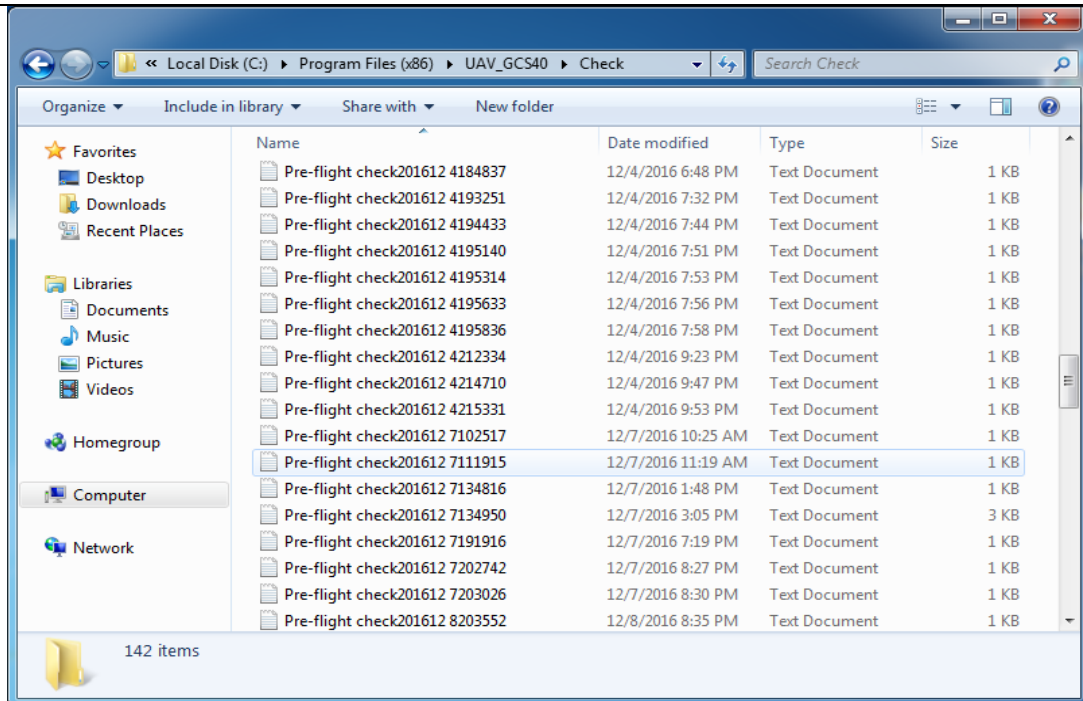 « Local Disk (C:) ▸ Program Files (x86) ▸ UAV_GCS40 ▸ Check Search Check
Organize Include in library Share with New folder
Favorites
Desktop
Downloads
Recent Places
Libraries
Documents
Music
Pictures
Videos
Homegroup
Computer
Network
Name Date modified Type Size
Pre-flight check201612 4184837 12/4/2016 6:48 PM Text Document 1 KB
Pre-flight check201612 4193251 12/4/2016 7:32 PM Text Document 1 KB
Pre-flight check201612 4194433 12/4/2016 7:44 PM Text Document 1 KB
Pre-flight check201612 4195140 12/4/2016 7:51 PM Text Document 1 KB
Pre-flight check201612 4195314 12/4/2016 7:53 PM Text Document 1 KB
Pre-flight check201612 4195633 12/4/2016 7:56 PM Text Document 1 KB
Pre-flight check201612 4195836 12/4/2016 7:58 PM Text Document 1 KB
Pre-flight check201612 4212334 12/4/2016 9:23 PM Text Document 1 KB
Pre-flight check201612 4214710 12/4/2016 9:47 PM Text Document 1 KB
Pre-flight check201612 4215331 12/4/2016 9:53 PM Text Document 1 KB
Pre-flight check201612 7102517 12/7/2016 10:25 AM Text Document 1 KB
Pre-flight check201612 7111915 12/7/2016 11:19 AM Text Document 1 KB
Pre-flight check201612 7134816 12/7/2016 1:48 PM Text Document 1 KB
Pre-flight check201612 7134950 12/7/2016 3:05 PM Text Document 3 KB
Pre-flight check201612 7191916 12/7/2016 7:19 PM Text Document 1 KB
Pre-flight check201612 7202742 12/7/2016 8:27 PM Text Document 1 KB
Pre-flight check201612 7203026 12/7/2016 8:30 PM Text Document 1 KB
Pre-flight check201612 8203552 12/8/2016 8:35 PM Text Document 1 KB
142 items